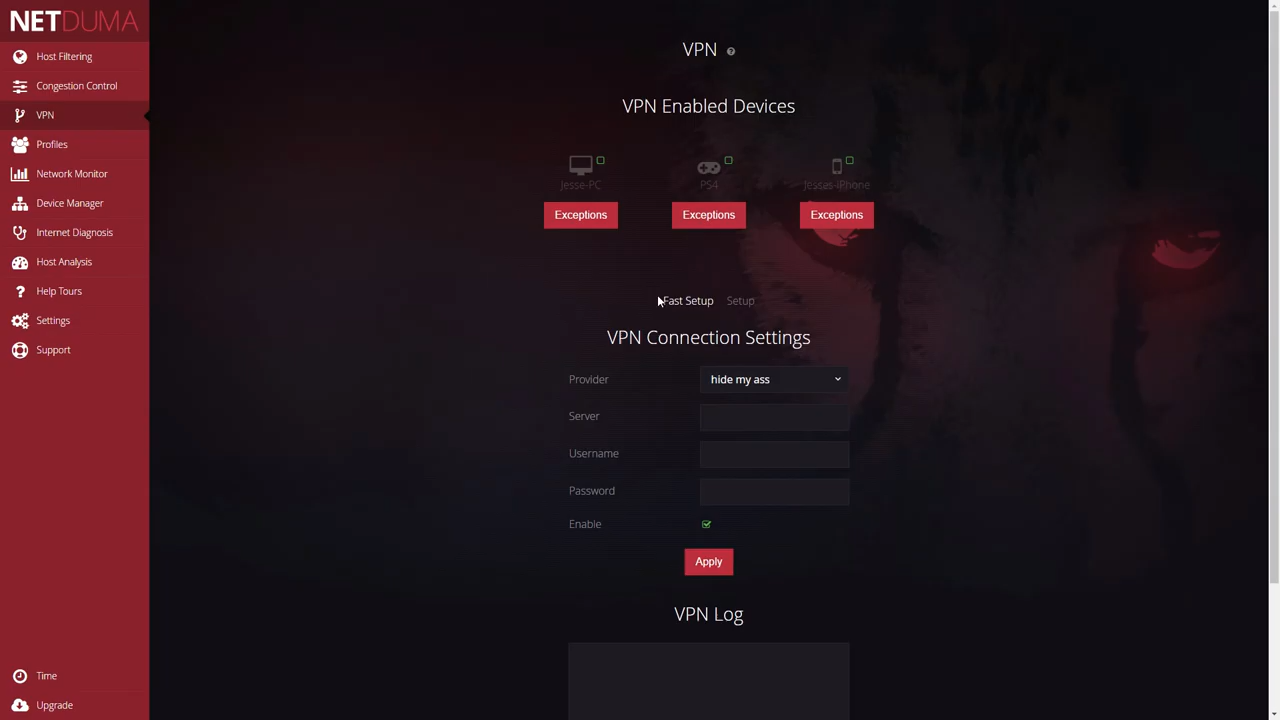 NETDUMA
Host Filtering
Congestion Control
VPN
Profiles
Network Monitor
Device Manager
Internet Diagnosis
Host Analysis
Help Tours
Settings
Support
Time
Upgrade
VPN
VPN Enabled Devices
Jesse-PC PS4 Jesses-iPhone
Exceptions Exceptions Exceptions
Fast Setup Setup
VPN Connection Settings
Provider hide my ass
Server
Username
Password
Enable
Apply
VPN Log